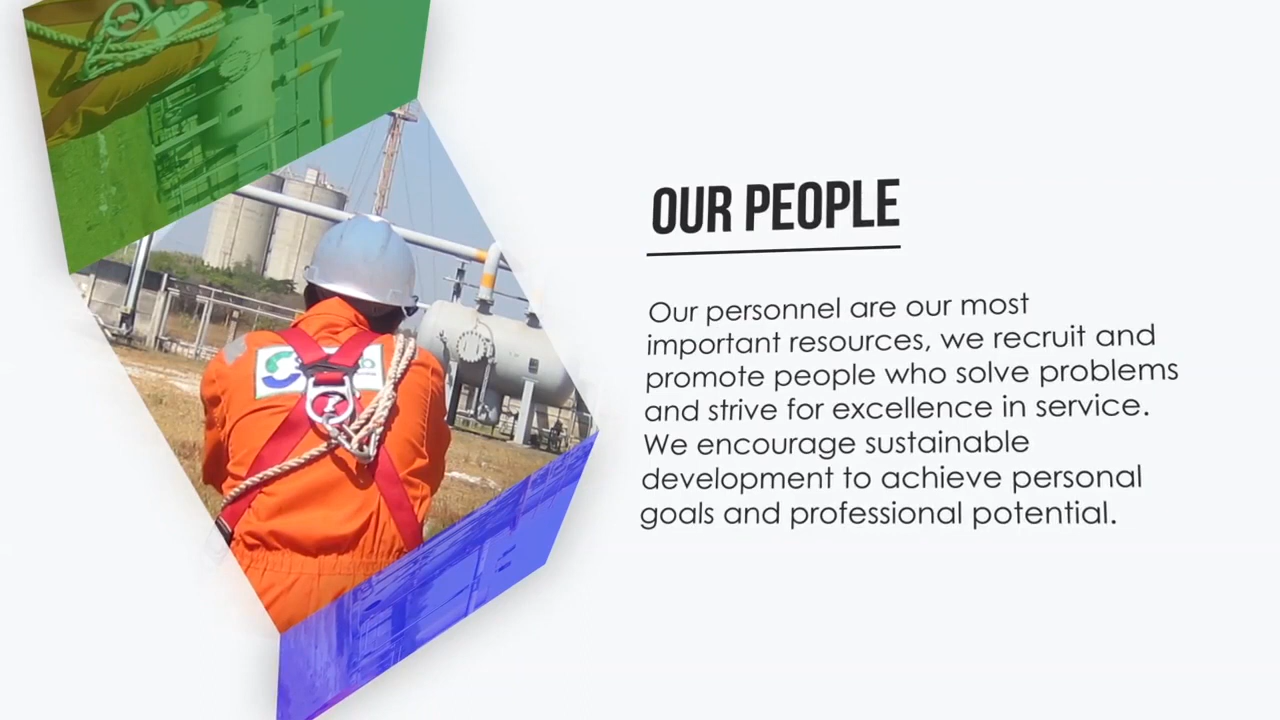 OUR PEOPLE
Our personnel are our most
important resources, we recruit and
promote people who solve problems
and strive for excellence in service.
We encourage sustainable
development to achieve personal
goals and professional potential.